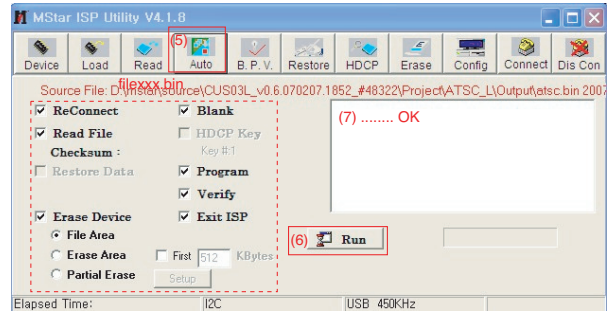 MStar ISP Utility V4.1.8
(5)
Device Load Read Auto B. P. V. Restore HDCP Erase Config Connect Dis Con
filexxx.bin
Source File: D:\mstar\source\CUS03L_v0.6.070207.1852_#48322\Project\ATSC_L\Output\atsc.bin 2007
ReConnect Blank
(7) ........ OK
Read File HDCP Key
Checksum : Key #:1
Restore Data Program
Verify
Erase Device Exit ISP
File Area
(6) Run
Erase Area First 512 KBytes
Partial Erase Setup
Elapsed Time: I2C USB 450KHz